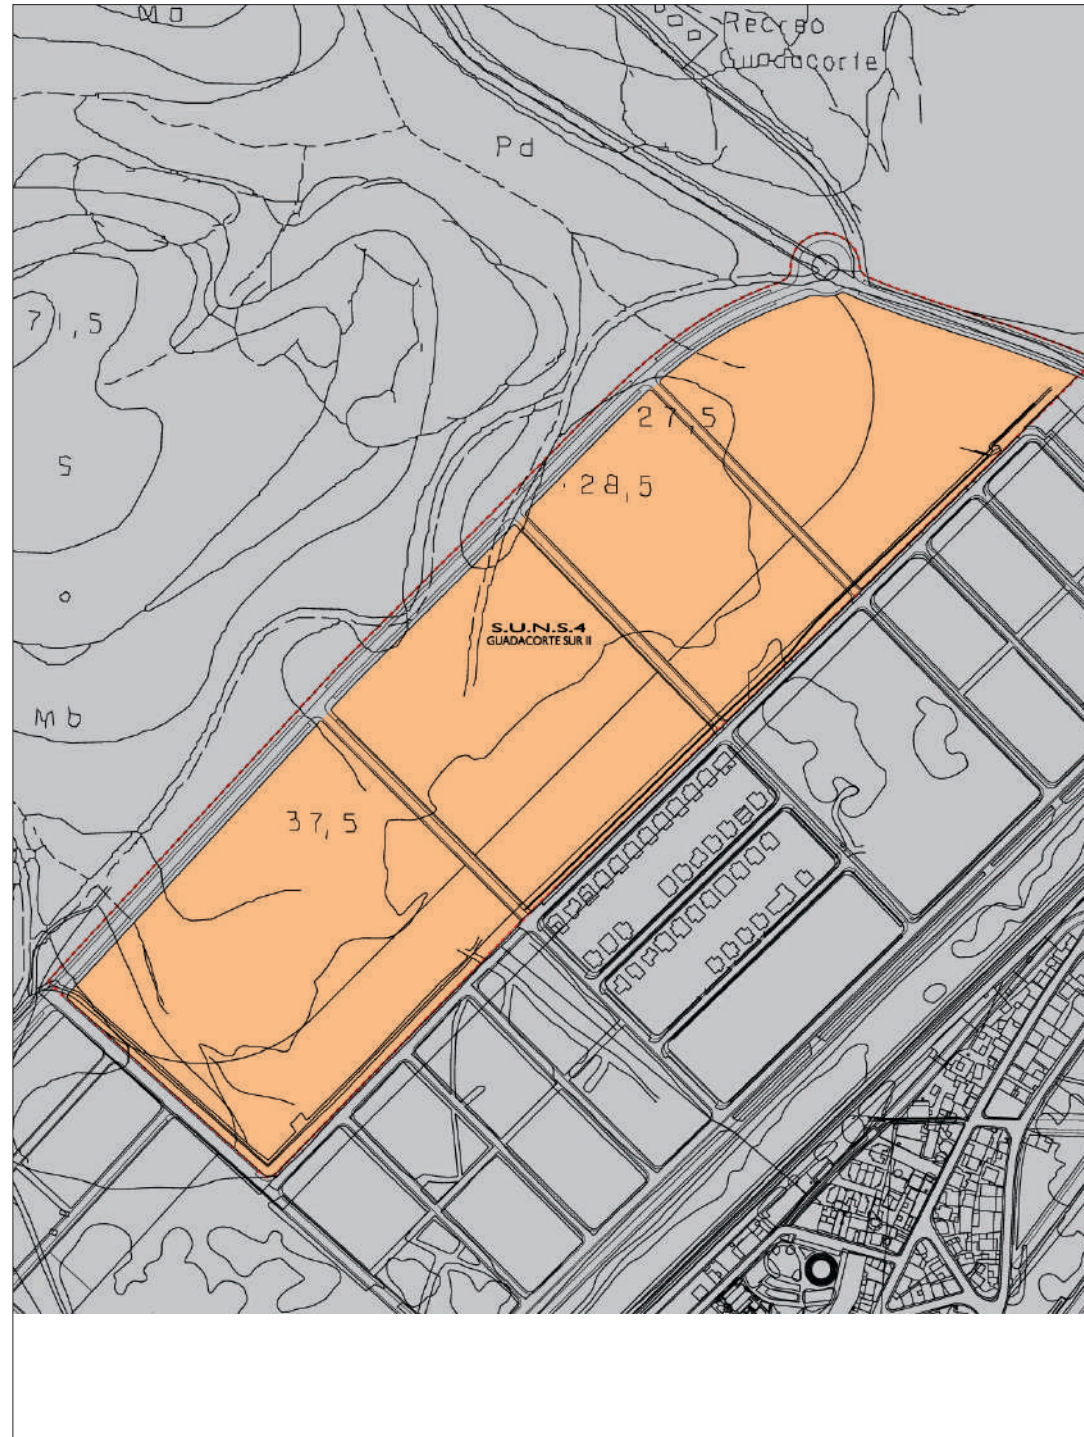 Mo
Recreo
Guadacorte
Pd
71,5
27,5
S
28,5
S.U.N.S.4
GUADACORTE SUR II
Mb
37,5